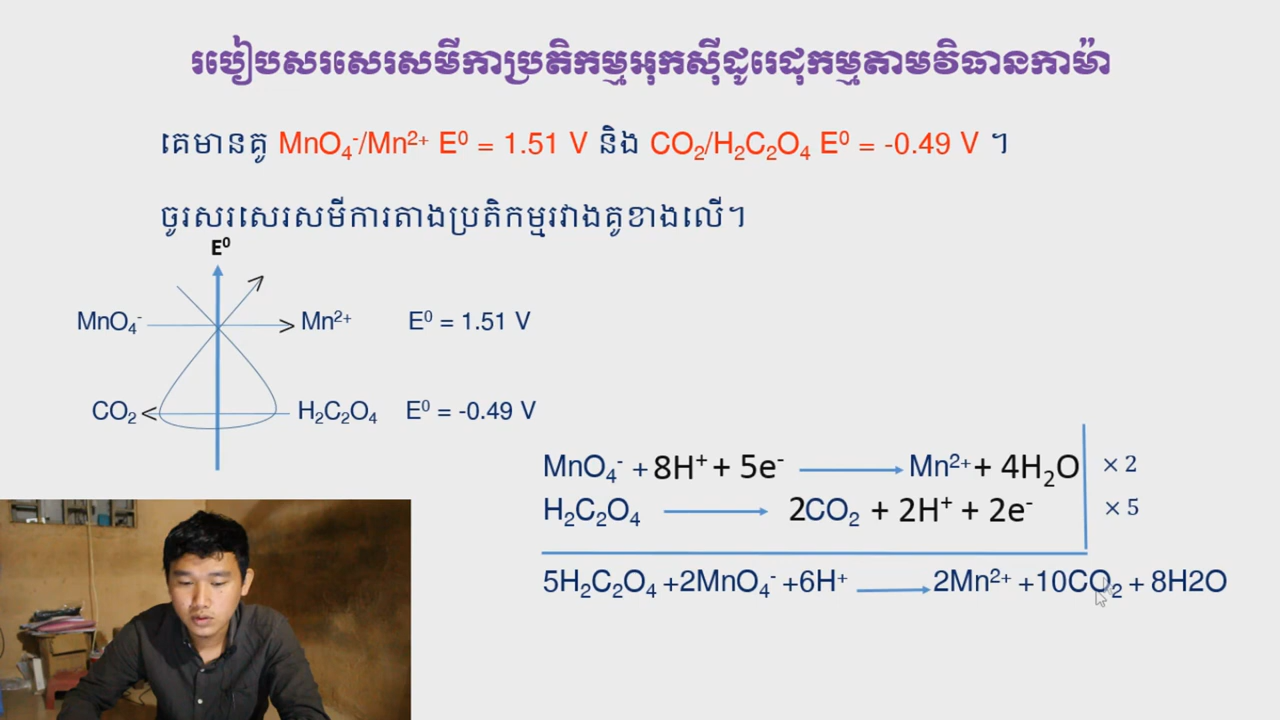 របៀបសរសេរសមីកាប្រតិកម្មអុកស៊ីដូរេដុកម្មតាមវិធានកាម៉ា
គេមានគូ MnO₄⁻/Mn²⁺ E⁰ = 1.51 V និង CO₂/H₂C₂O₄ E⁰ = -0.49 V ។
ចូរសរសេរសមីការតាងប្រតិកម្មរវាងគូខាងលើ។
E⁰
MnO₄⁻ Mn²⁺ E⁰ = 1.51 V
CO₂ H₂C₂O₄ E⁰ = -0.49 V
MnO₄⁻ + 8H⁺ + 5e⁻ ⟶ Mn²⁺ + 4H₂O × 2
H₂C₂O₄ ⟶ 2CO₂ + 2H⁺ + 2e⁻ × 5
5H₂C₂O₄ +2MnO₄⁻ +6H⁺ ⟶ 2Mn²⁺ +10CO₂ + 8H2O